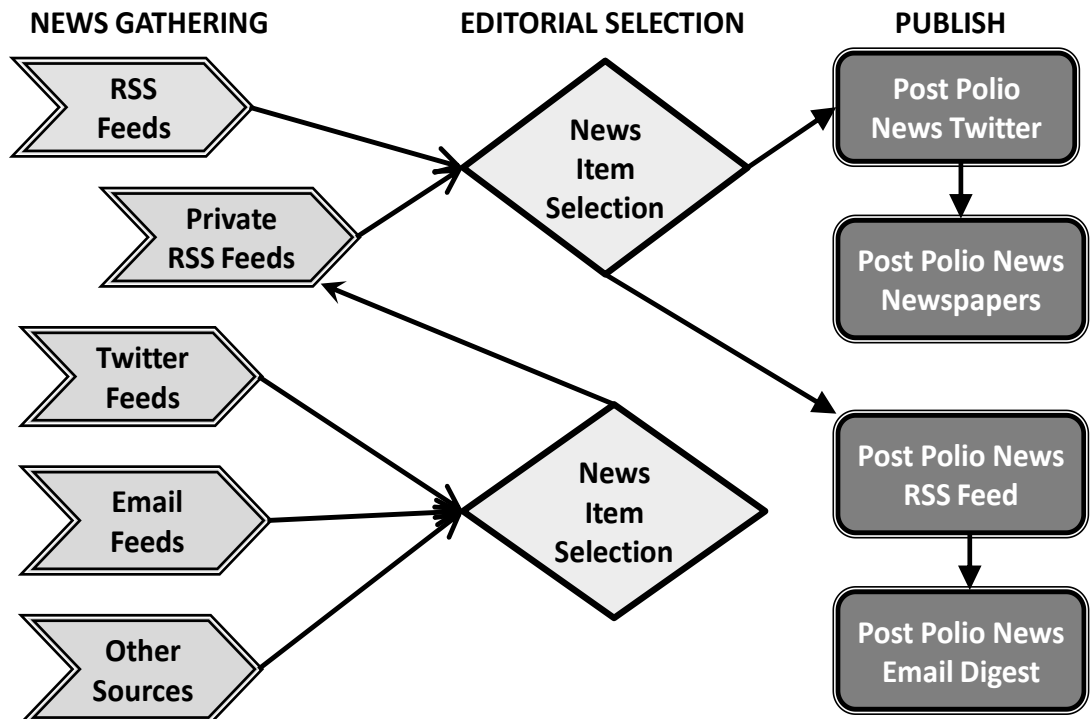 NEWS GATHERING
EDITORIAL SELECTION
PUBLISH
RSS
Feeds
Private
RSS Feeds
Twitter
Feeds
Email
Feeds
Other
Sources
News
Item
Selection
News
Item
Selection
Post Polio
News Twitter
Post Polio News
Newspapers
Post Polio News
RSS Feed
Post Polio News
Email Digest